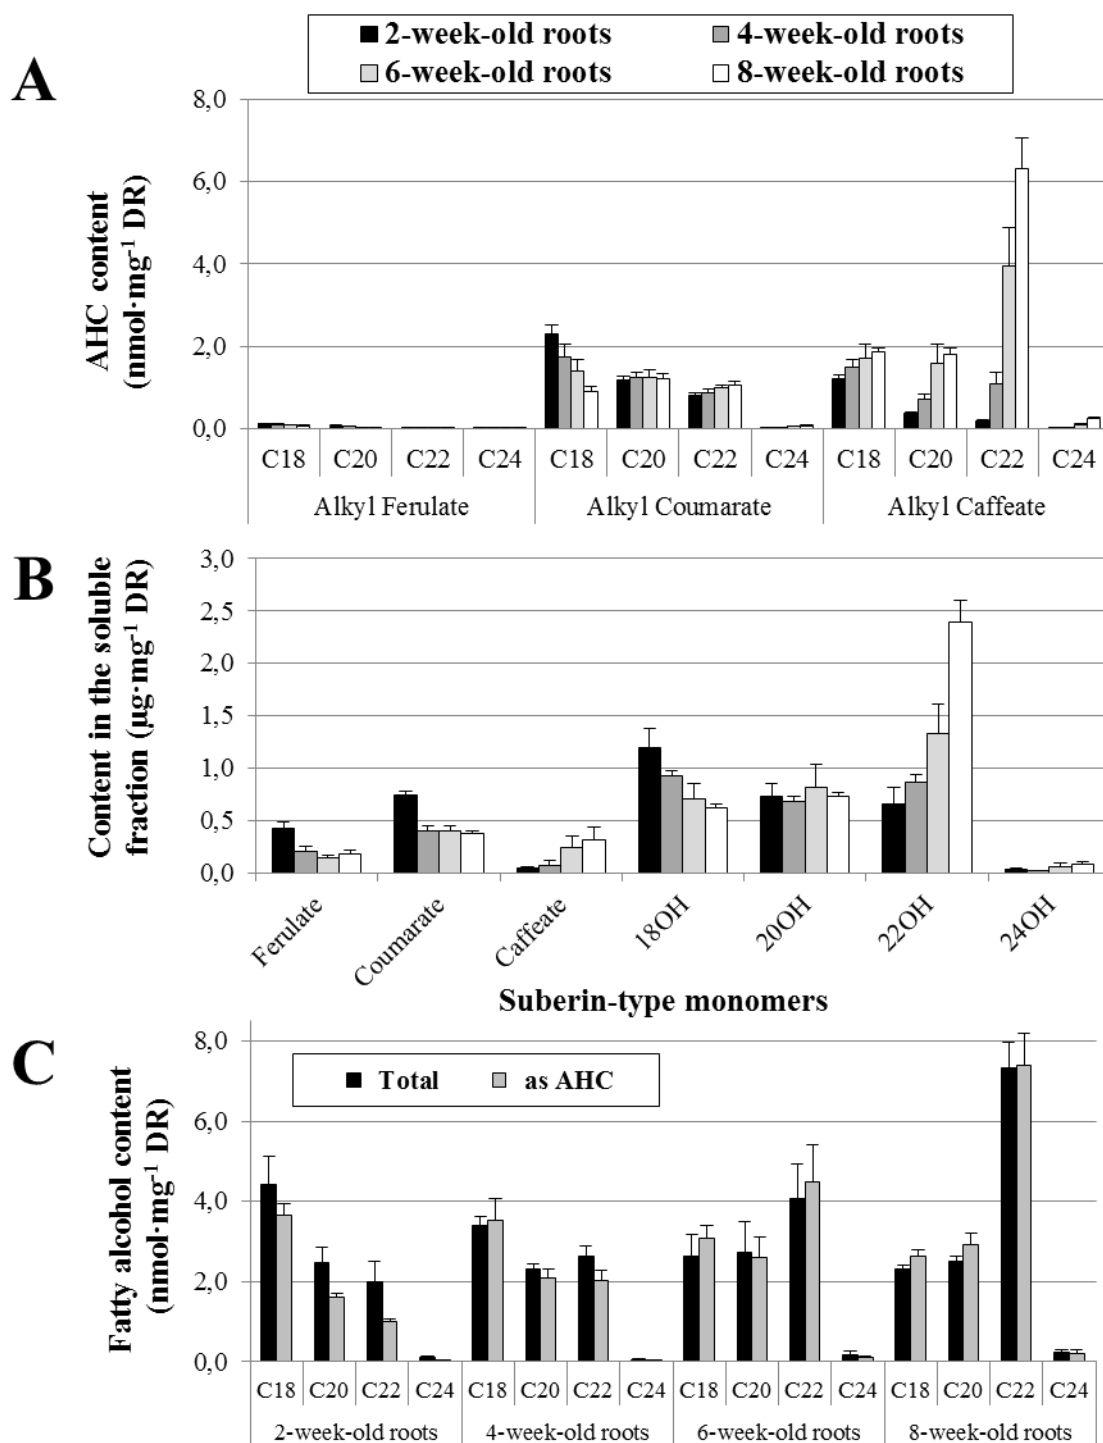 A
2-week-old roots 4-week-old roots
6-week-old roots 8-week-old roots
AHC content
(nmol·mg⁻¹ DR)
8,0
6,0
4,0
2,0
0,0
C18 C20 C22 C24 C18 C20 C22 C24 C18 C20 C22 C24
Alkyl Ferulate Alkyl Coumarate Alkyl Caffeate
B
Content in the soluble
fraction (µg·mg⁻¹ DR)
3,0
2,5
2,0
1,5
1,0
0,5
0,0
Ferulate Coumarate Caffeate 18OH 20OH 22OH 24OH
Suberin-type monomers
C
Total as AHC
Fatty alcohol content
(nmol·mg⁻¹ DR)
8,0
6,0
4,0
2,0
0,0
C18 C20 C22 C24 C18 C20 C22 C24 C18 C20 C22 C24 C18 C20 C22 C24
2-week-old roots 4-week-old roots 6-week-old roots 8-week-old roots